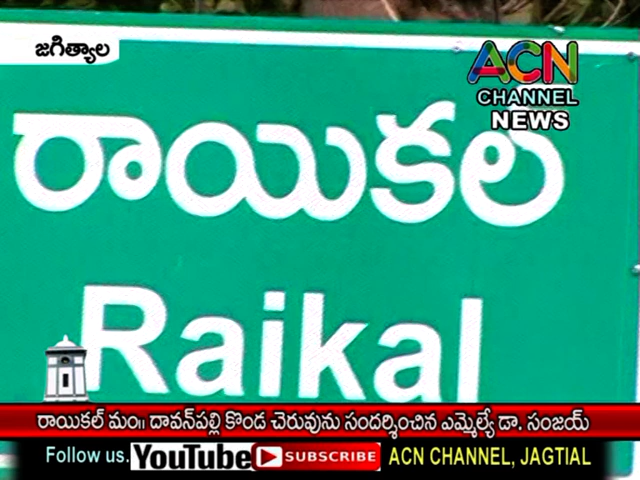 జగిత్యాల
ACN
CHANNEL
NEWS
రాయికల్
Raikal
రాయికల్ మం॥ దావన్‌పల్లి కొండ చెరువును సందర్శించిన ఎమ్మెల్యే డా. సంజయ్
Follow us. YouTube SUBSCRIBE ACN CHANNEL, JAGTIAL